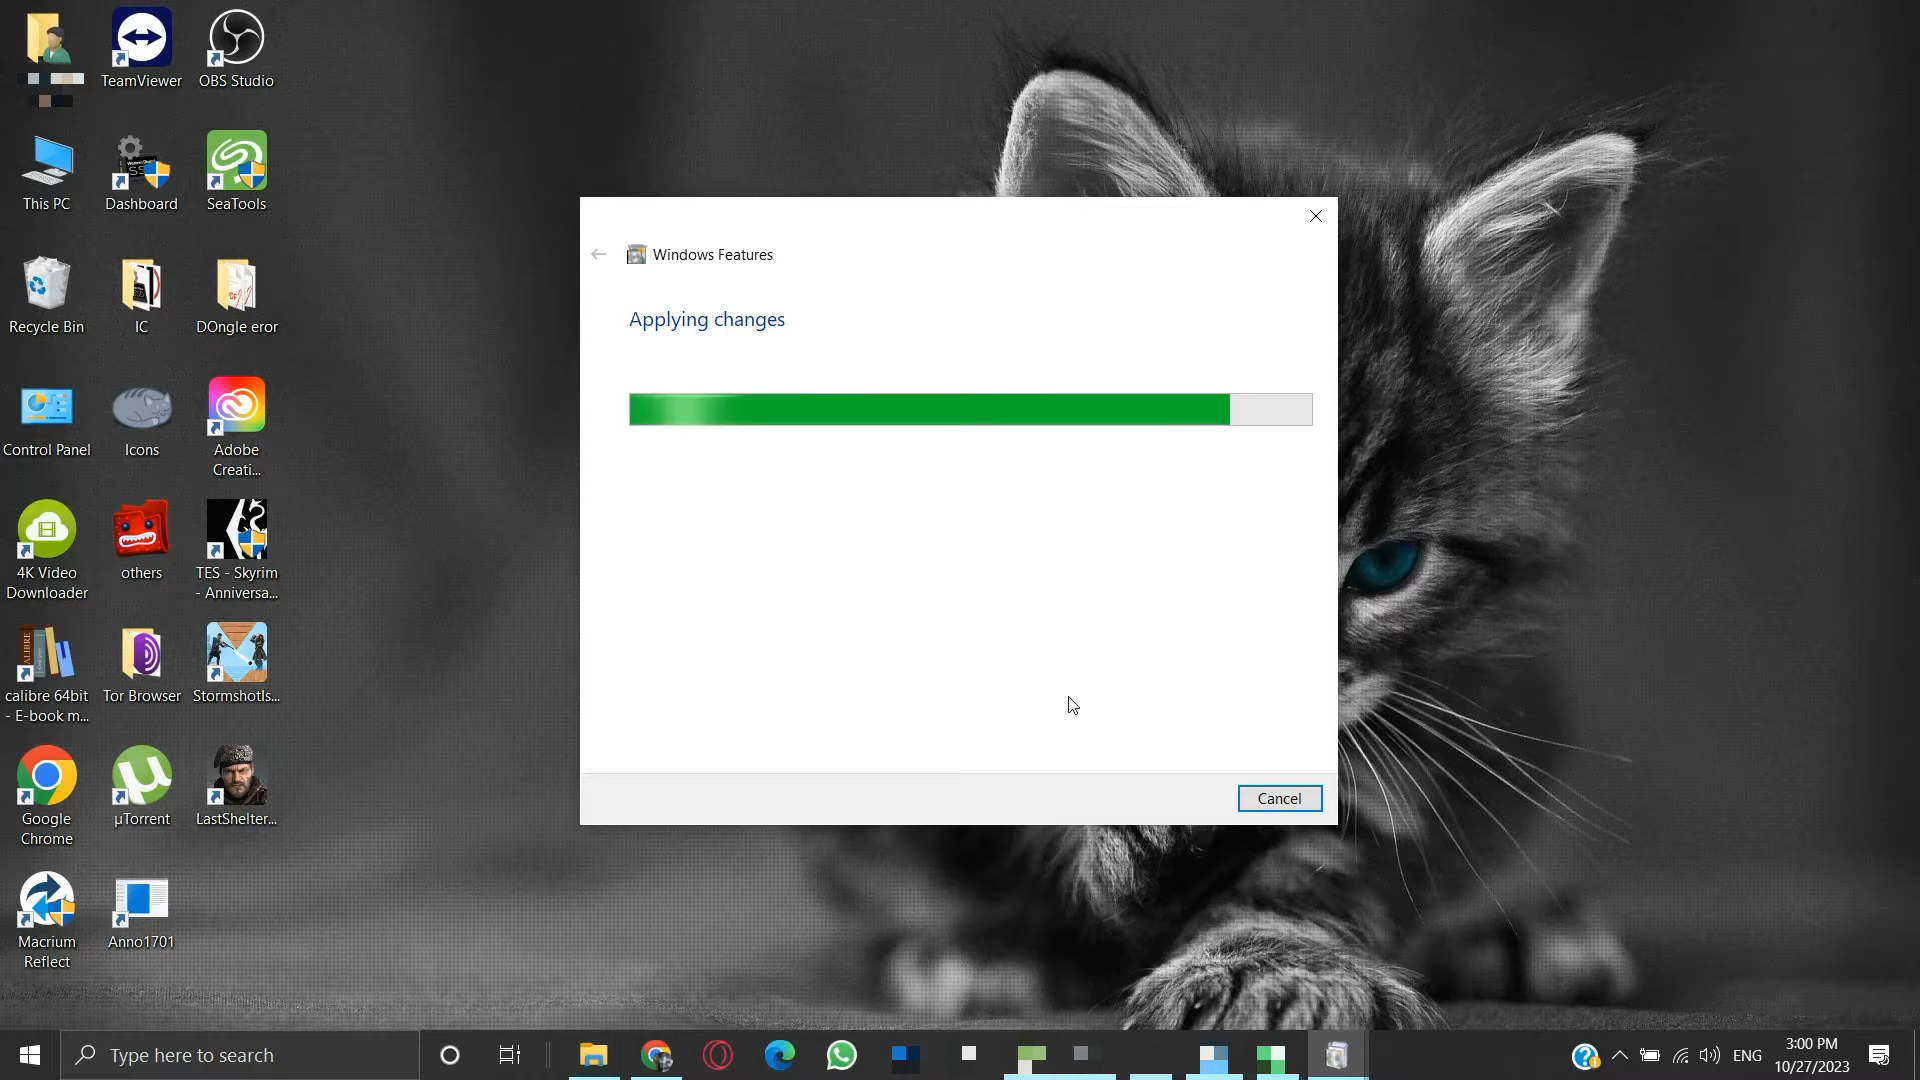 TeamViewer
OBS Studio
This PC
Dashboard
SeaTools
Recycle Bin
IC
DOngle eror
Control Panel
Icons
Adobe
Creati...
4K Video
Downloader
others
TES - Skyrim
- Anniversa...
calibre 64bit
- E-book m...
Tor Browser
StormshotIs...
Google
Chrome
µTorrent
LastShelter...
Macrium
Reflect
Anno1701
Windows Features
Applying changes
Cancel
Type here to search
ENG
3:00 PM
10/27/2023